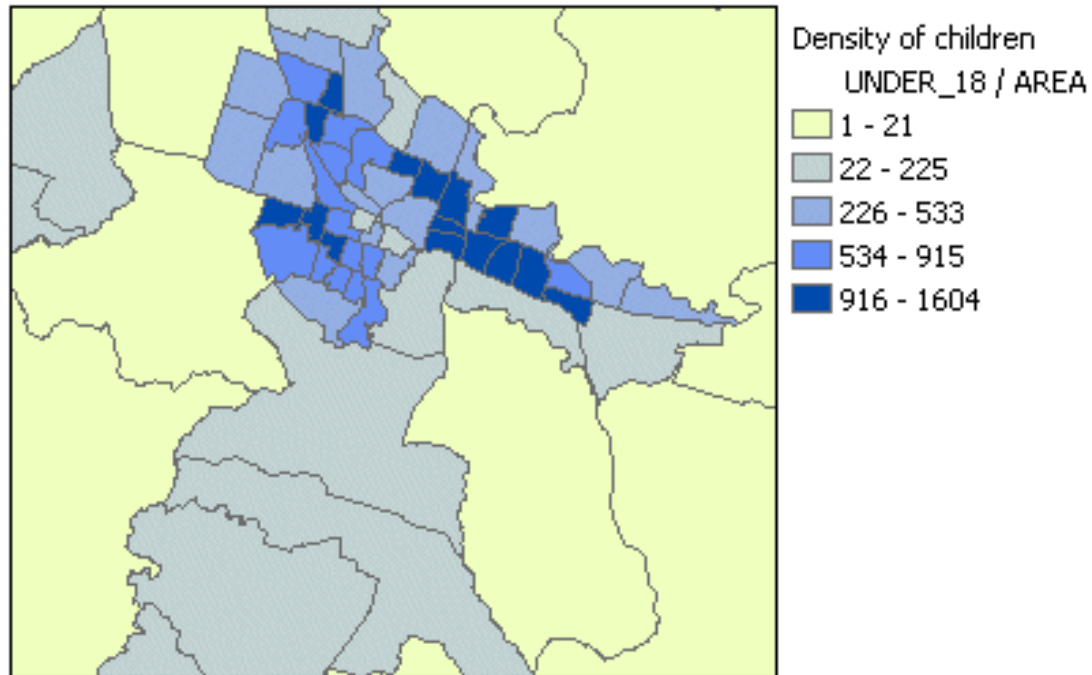 Density of children
UNDER_18 / AREA
1 - 21
22 - 225
226 - 533
534 - 915
916 - 1604